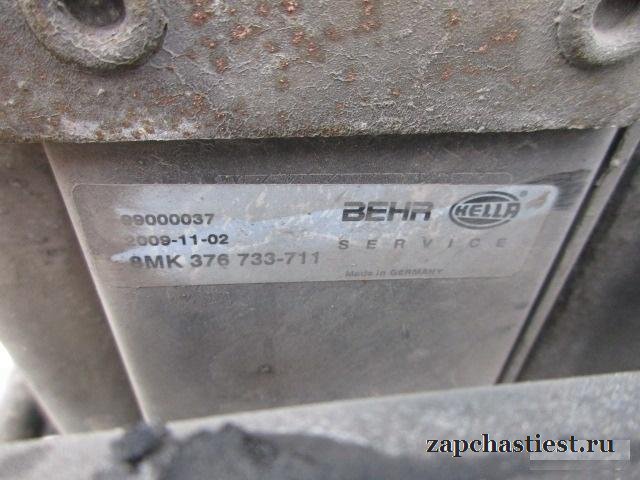 99000037
2009-11-02
8MK 376 733-711
BEHR HELLA
SERVICE
Made in GERMANY
zapchastiest.ru